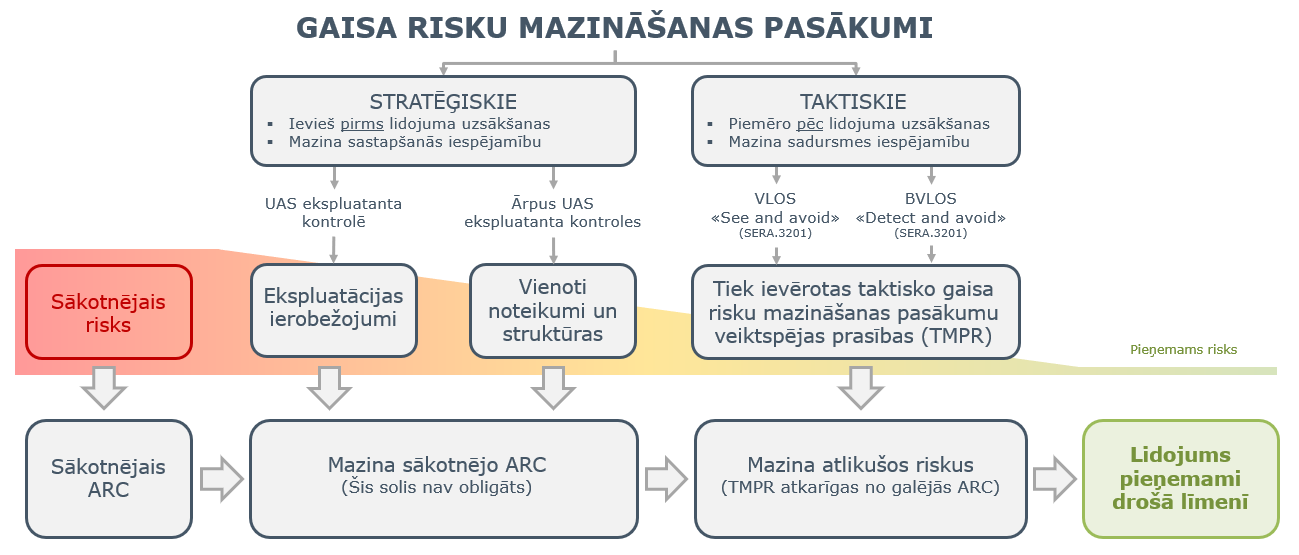 GAISA RISKU MAZINĀŠANAS PASĀKUMI
STRATĒĢISKIE
▪ Ievieš pirms lidojuma uzsākšanas
▪ Mazina sastapšanās iespējamību
TAKTISKIE
▪ Piemēro pēc lidojuma uzsākšanas
▪ Mazina sadursmes iespējamību
UAS ekspluatanta
kontrolē
Ārpus UAS
ekspluatanta kontroles
VLOS
«See and avoid»
(SERA.3201)
BVLOS
«Detect and avoid»
(SERA.3201)
Sākotnējais
risks
Ekspluatācijas
ierobežojumi
Vienoti
noteikumi un
struktūras
Tiek ievērotas taktisko gaisa
risku mazināšanas pasākumu
veiktspējas prasības (TMPR)
Pieņemams risks
Sākotnējais
ARC
Mazina sākotnējo ARC
(Šis solis nav obligāts)
Mazina atlikušos riskus
(TMPR atkarīgas no galējās ARC)
Lidojums
pieņemami
drošā līmenī